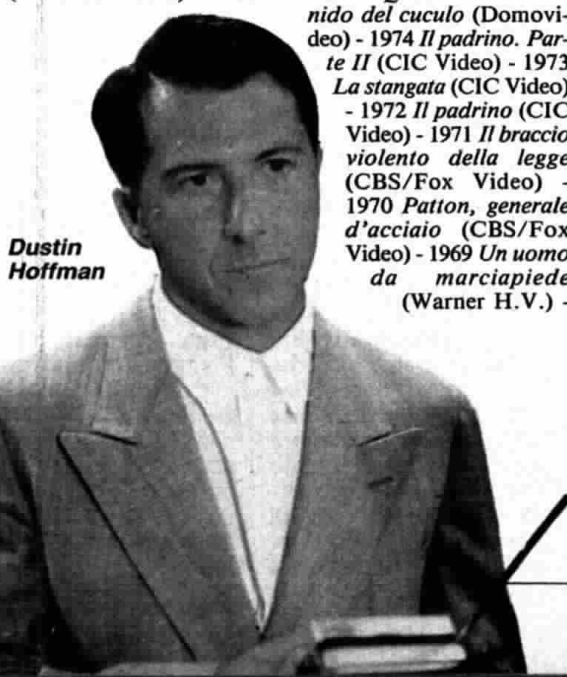 nido del cuculo (Domovi-
deo) - 1974 Il padrino. Par-
te II (CIC Video) - 1973
La stangata (CIC Video)
- 1972 Il padrino (CIC
Video) - 1971 Il braccio
violento della legge
(CBS/Fox Video) -
1970 Patton, generale
d'acciaio (CBS/Fox
Video) - 1969 Un uomo
da marciapiede
(Warner H.V.) -
Dustin
Hoffman